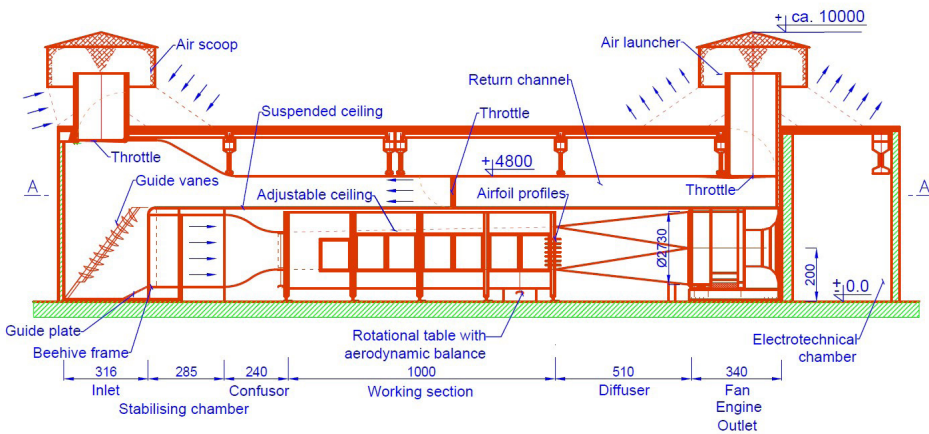 + ca. 10000
Air scoop
Air launcher
Return channel
Suspended ceiling
Throttle
Throttle
+4800
Guide vanes
Adjustable ceiling
Airfoil profiles
Throttle
A
A
Ø2730
200
+0.0
Guide plate
Beehive frame
Rotational table with
aerodynamic balance
Electrotechnical
chamber
316
285
240
1000
510
340
Inlet
Confusor
Working section
Diffuser
Fan
Stabilising chamber
Engine
Outlet